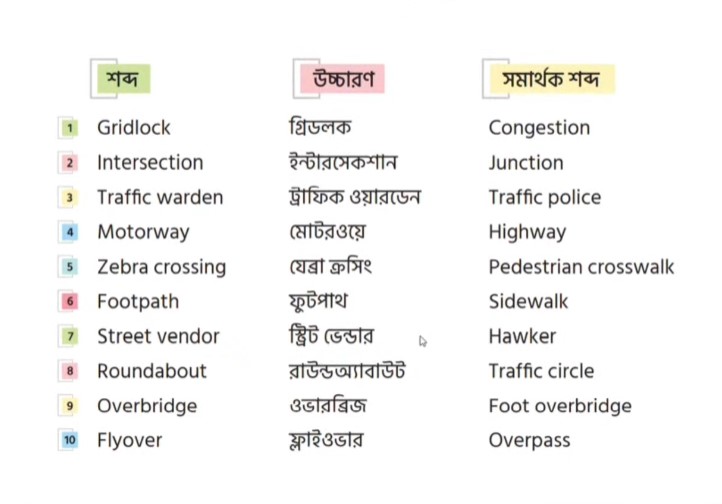 শব্দ উচ্চারণ সমার্থক শব্দ
1 Gridlock গ্রিডলক Congestion
2 Intersection ইন্টারসেকশান Junction
3 Traffic warden ট্রাফিক ওয়ারডেন Traffic police
4 Motorway মোটরওয়ে Highway
5 Zebra crossing যেব্রা ক্রসিং Pedestrian crosswalk
6 Footpath ফুটপাথ Sidewalk
7 Street vendor স্ট্রিট ভেন্ডার Hawker
8 Roundabout রাউন্ডঅ্যাবাউট Traffic circle
9 Overbridge ওভারব্রিজ Foot overbridge
10 Flyover ফ্লাইওভার Overpass